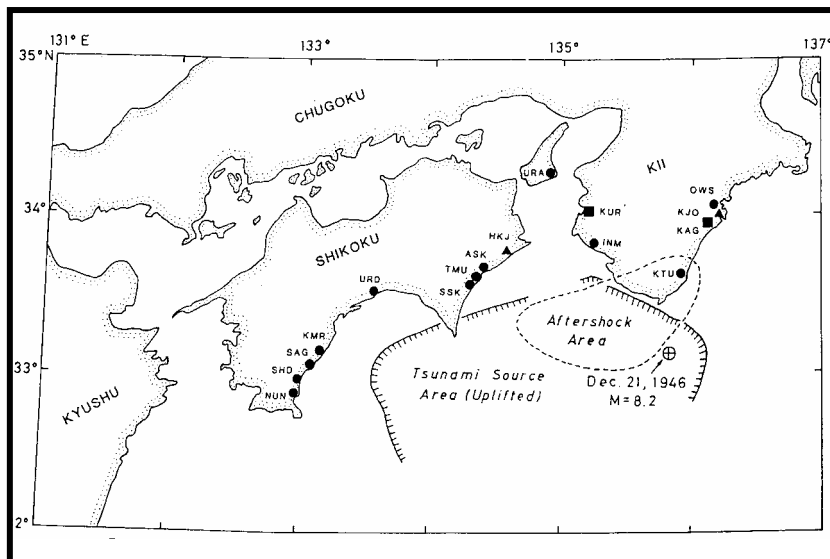 131° E
133°
135°
137°
35°N
CHUGOKU
KII
URA
OWS
34°
KUR
KJO
KAG
INM
HKJ
SHIKOKU
ASK
TMU
KTU
URD
SSK
KMR
Aftershock
Area
SAG
33°
SHD
Tsunami Source
Area (Uplifted)
Dec. 21, 1946
M=8.2
NUN
KYUSHU
2°